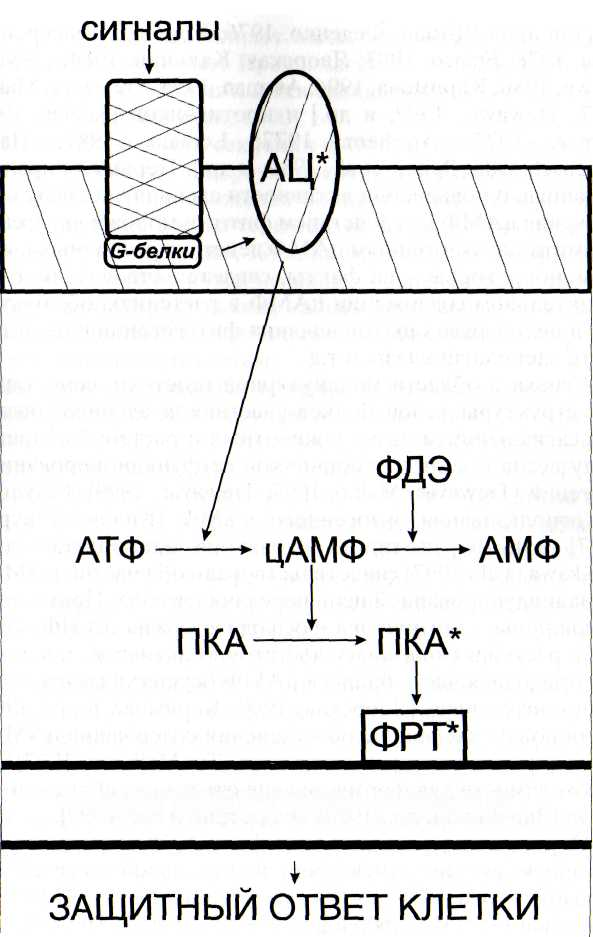 СИГНАЛЫ
АЦ*
G-белки
ФДЭ
АТФ цАМФ АМФ
ПКА ПКА*
ФРТ*
ЗАЩИТНЫЙ ОТВЕТ КЛЕТКИ